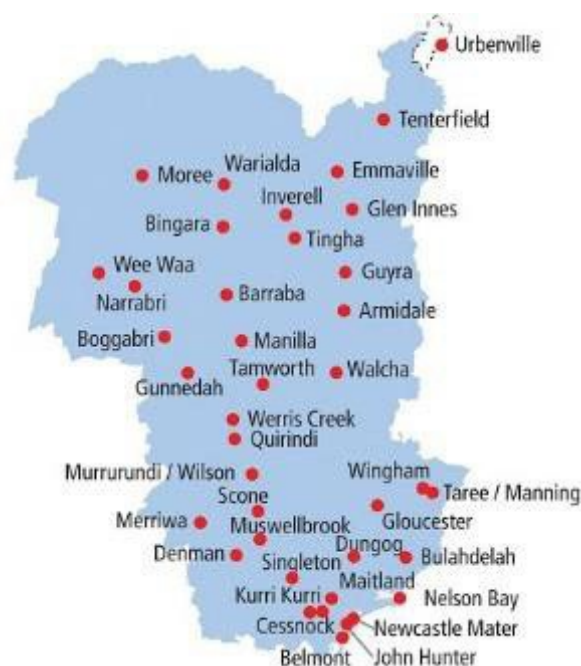 Urbenville
Tenterfield
Emmaville
Warialda
Moree
Inverell
Glen Innes
Bingara
Tingha
Wee Waa
Guyra
Narrabri
Barraba
Armidale
Boggabri
Manilla
Tamworth
Walcha
Gunnedah
Werris Creek
Quirindi
Murrurundi / Wilson
Wingham
Taree / Manning
Scone
Gloucester
Merriwa
Muswellbrook
Denman
Dungog
Bulahdelah
Singleton
Maitland
Kurri Kurri
Nelson Bay
Cessnock
Newcastle Mater
Belmont
John Hunter